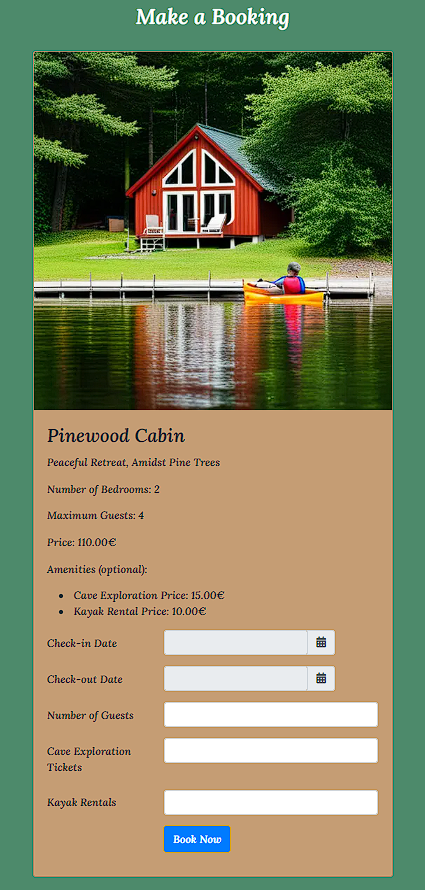 Make a Booking
Pinewood Cabin
Peaceful Retreat, Amidst Pine Trees
Number of Bedrooms: 2
Maximum Guests: 4
Price: 110.00€
Amenities (optional):
• Cave Exploration Price: 15.00€
• Kayak Rental Price: 10.00€
Check-in Date
Check-out Date
Number of Guests
Cave Exploration
Tickets
Kayak Rentals
Book Now